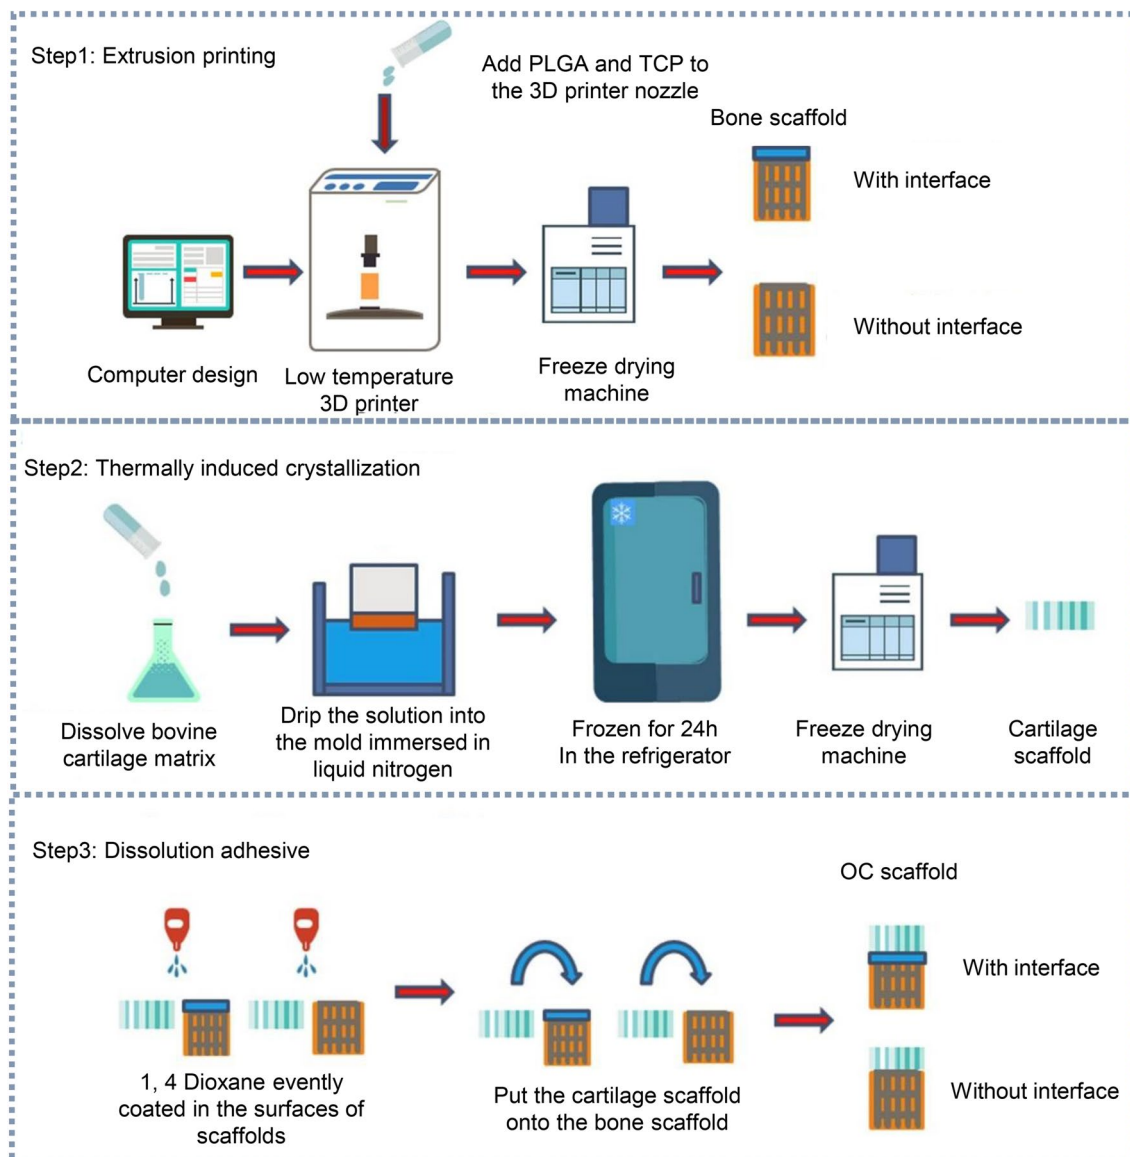 Step1: Extrusion printing
Add PLGA and TCP to
the 3D printer nozzle
Bone scaffold
With interface
Without interface
Computer design
Low temperature
3D printer
Freeze drying
machine
Step2: Thermally induced crystallization
Dissolve bovine
cartilage matrix
Drip the solution into
the mold immersed in
liquid nitrogen
Frozen for 24h
In the refrigerator
Freeze drying
machine
Cartilage
scaffold
Step3: Dissolution adhesive
OC scaffold
With interface
Without interface
1, 4 Dioxane evently
coated in the surfaces of
scaffolds
Put the cartilage scaffold
onto the bone scaffold